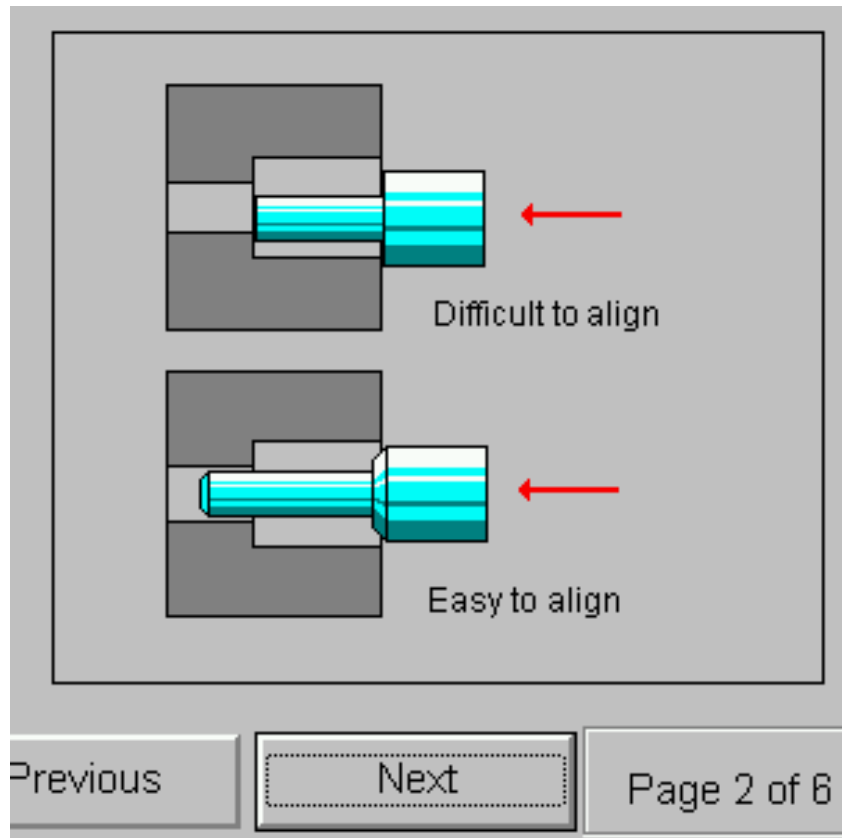 Difficult to align
Easy to align
Previous
Next
Page 2 of 6